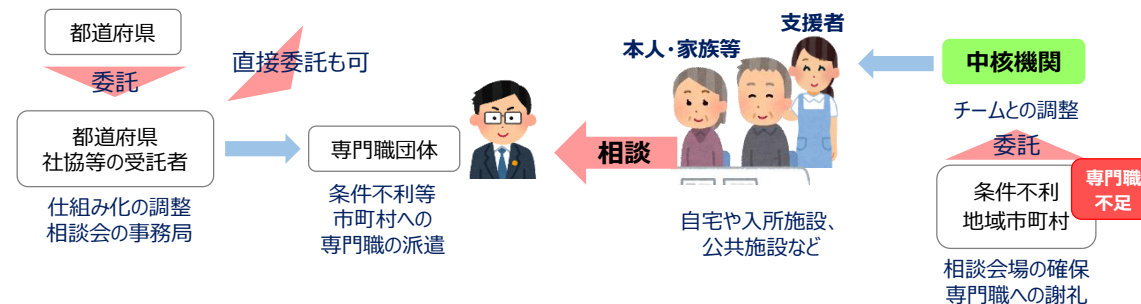 都道府県
委託
直接委託も可
都道府県
社協等の受託者
仕組み化の調整
相談会の事務局
専門職団体
条件不利等
市町村への
専門職の派遣
相談
本人・家族等
支援者
自宅や入所施設、
公共施設など
中核機関
チームとの調整
委託
条件不利
地域市町村
専門職
不足
相談会場の確保
専門職への謝礼